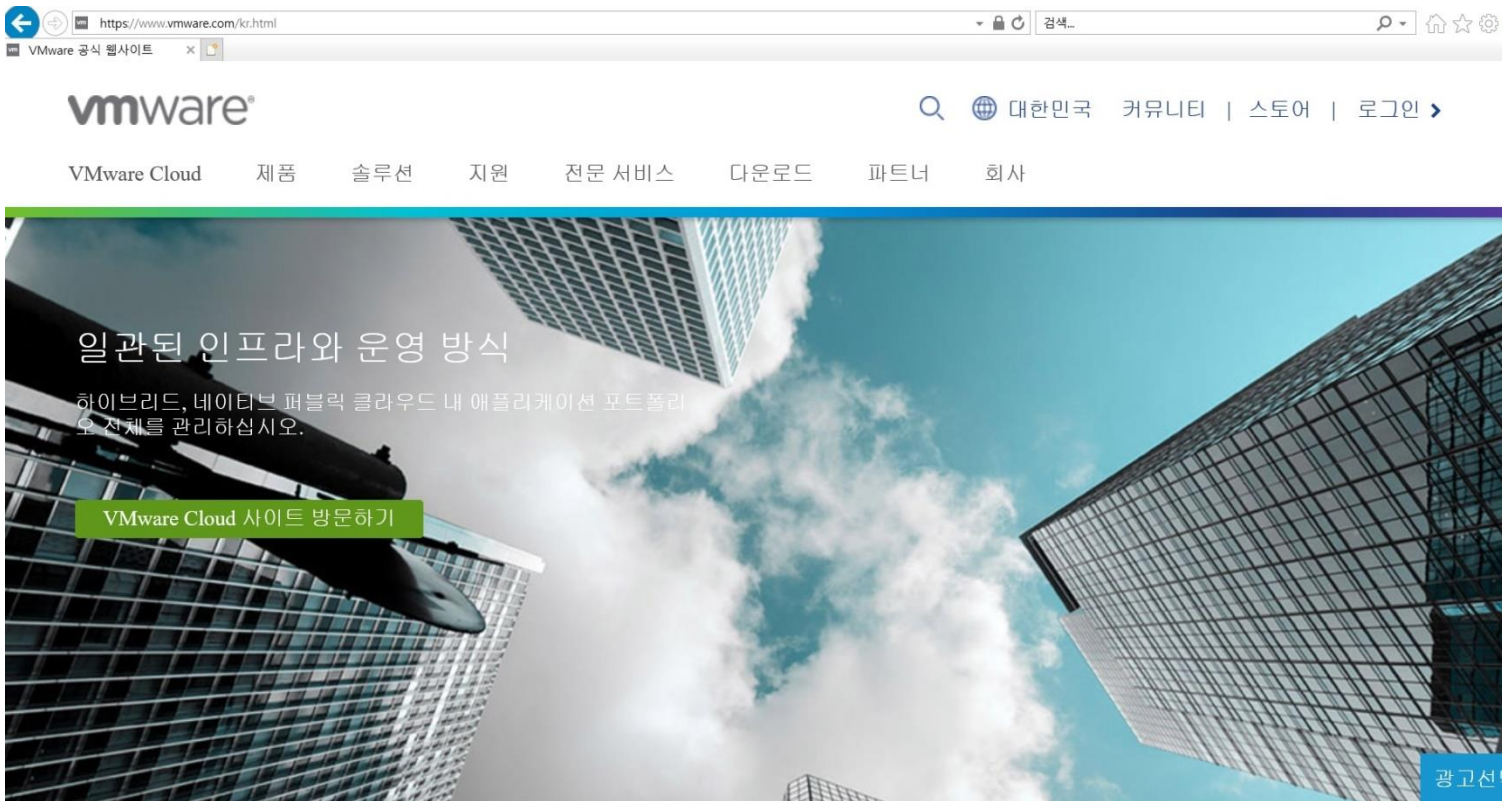 https://www.vmware.com/kr.html
검색...
VMware 공식 웹사이트
vmware®
대한민국 커뮤니티 | 스토어 | 로그인
VMware Cloud 제품 솔루션 지원 전문 서비스 다운로드 파트너 회사
일관된 인프라와 운영 방식
하이브리드, 네이티브 퍼블릭 클라우드 내 애플리케이션 포트폴리
오 전체를 관리하십시오.
VMware Cloud 사이트 방문하기